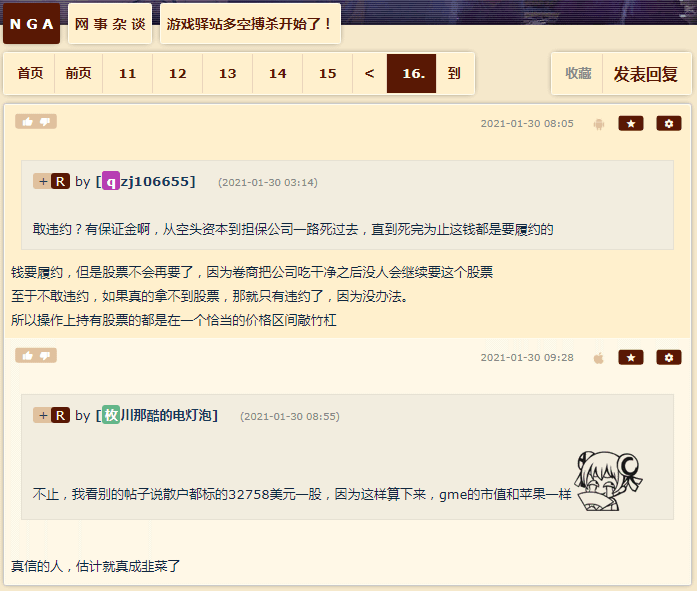 NGA 网事杂谈 游戏驿站多空搏杀开始了！
首页 前页 11 12 13 14 15 < 16. 到 收藏 发表回复
2021-01-30 08:05
+ R by [qzj106655] (2021-01-30 03:14)
敢违约？有保证金啊，从空头资本到担保公司一路死过去，直到死完为止这钱都是要履约的
钱要履约，但是股票不会再要了，因为卷商把公司吃干净之后没人会继续要这个股票
至于不敢违约，如果真的拿不到股票，那就只有违约了，因为没办法。
所以操作上持有股票的都是在一个恰当的价格区间敲竹杠
2021-01-30 09:28
+ R by [枚川那酷的电灯泡] (2021-01-30 08:55)
不止，我看别的帖子说散户都标的32758美元一股，因为这样算下来，gme的市值和苹果一样
真信的人，估计就真成韭菜了